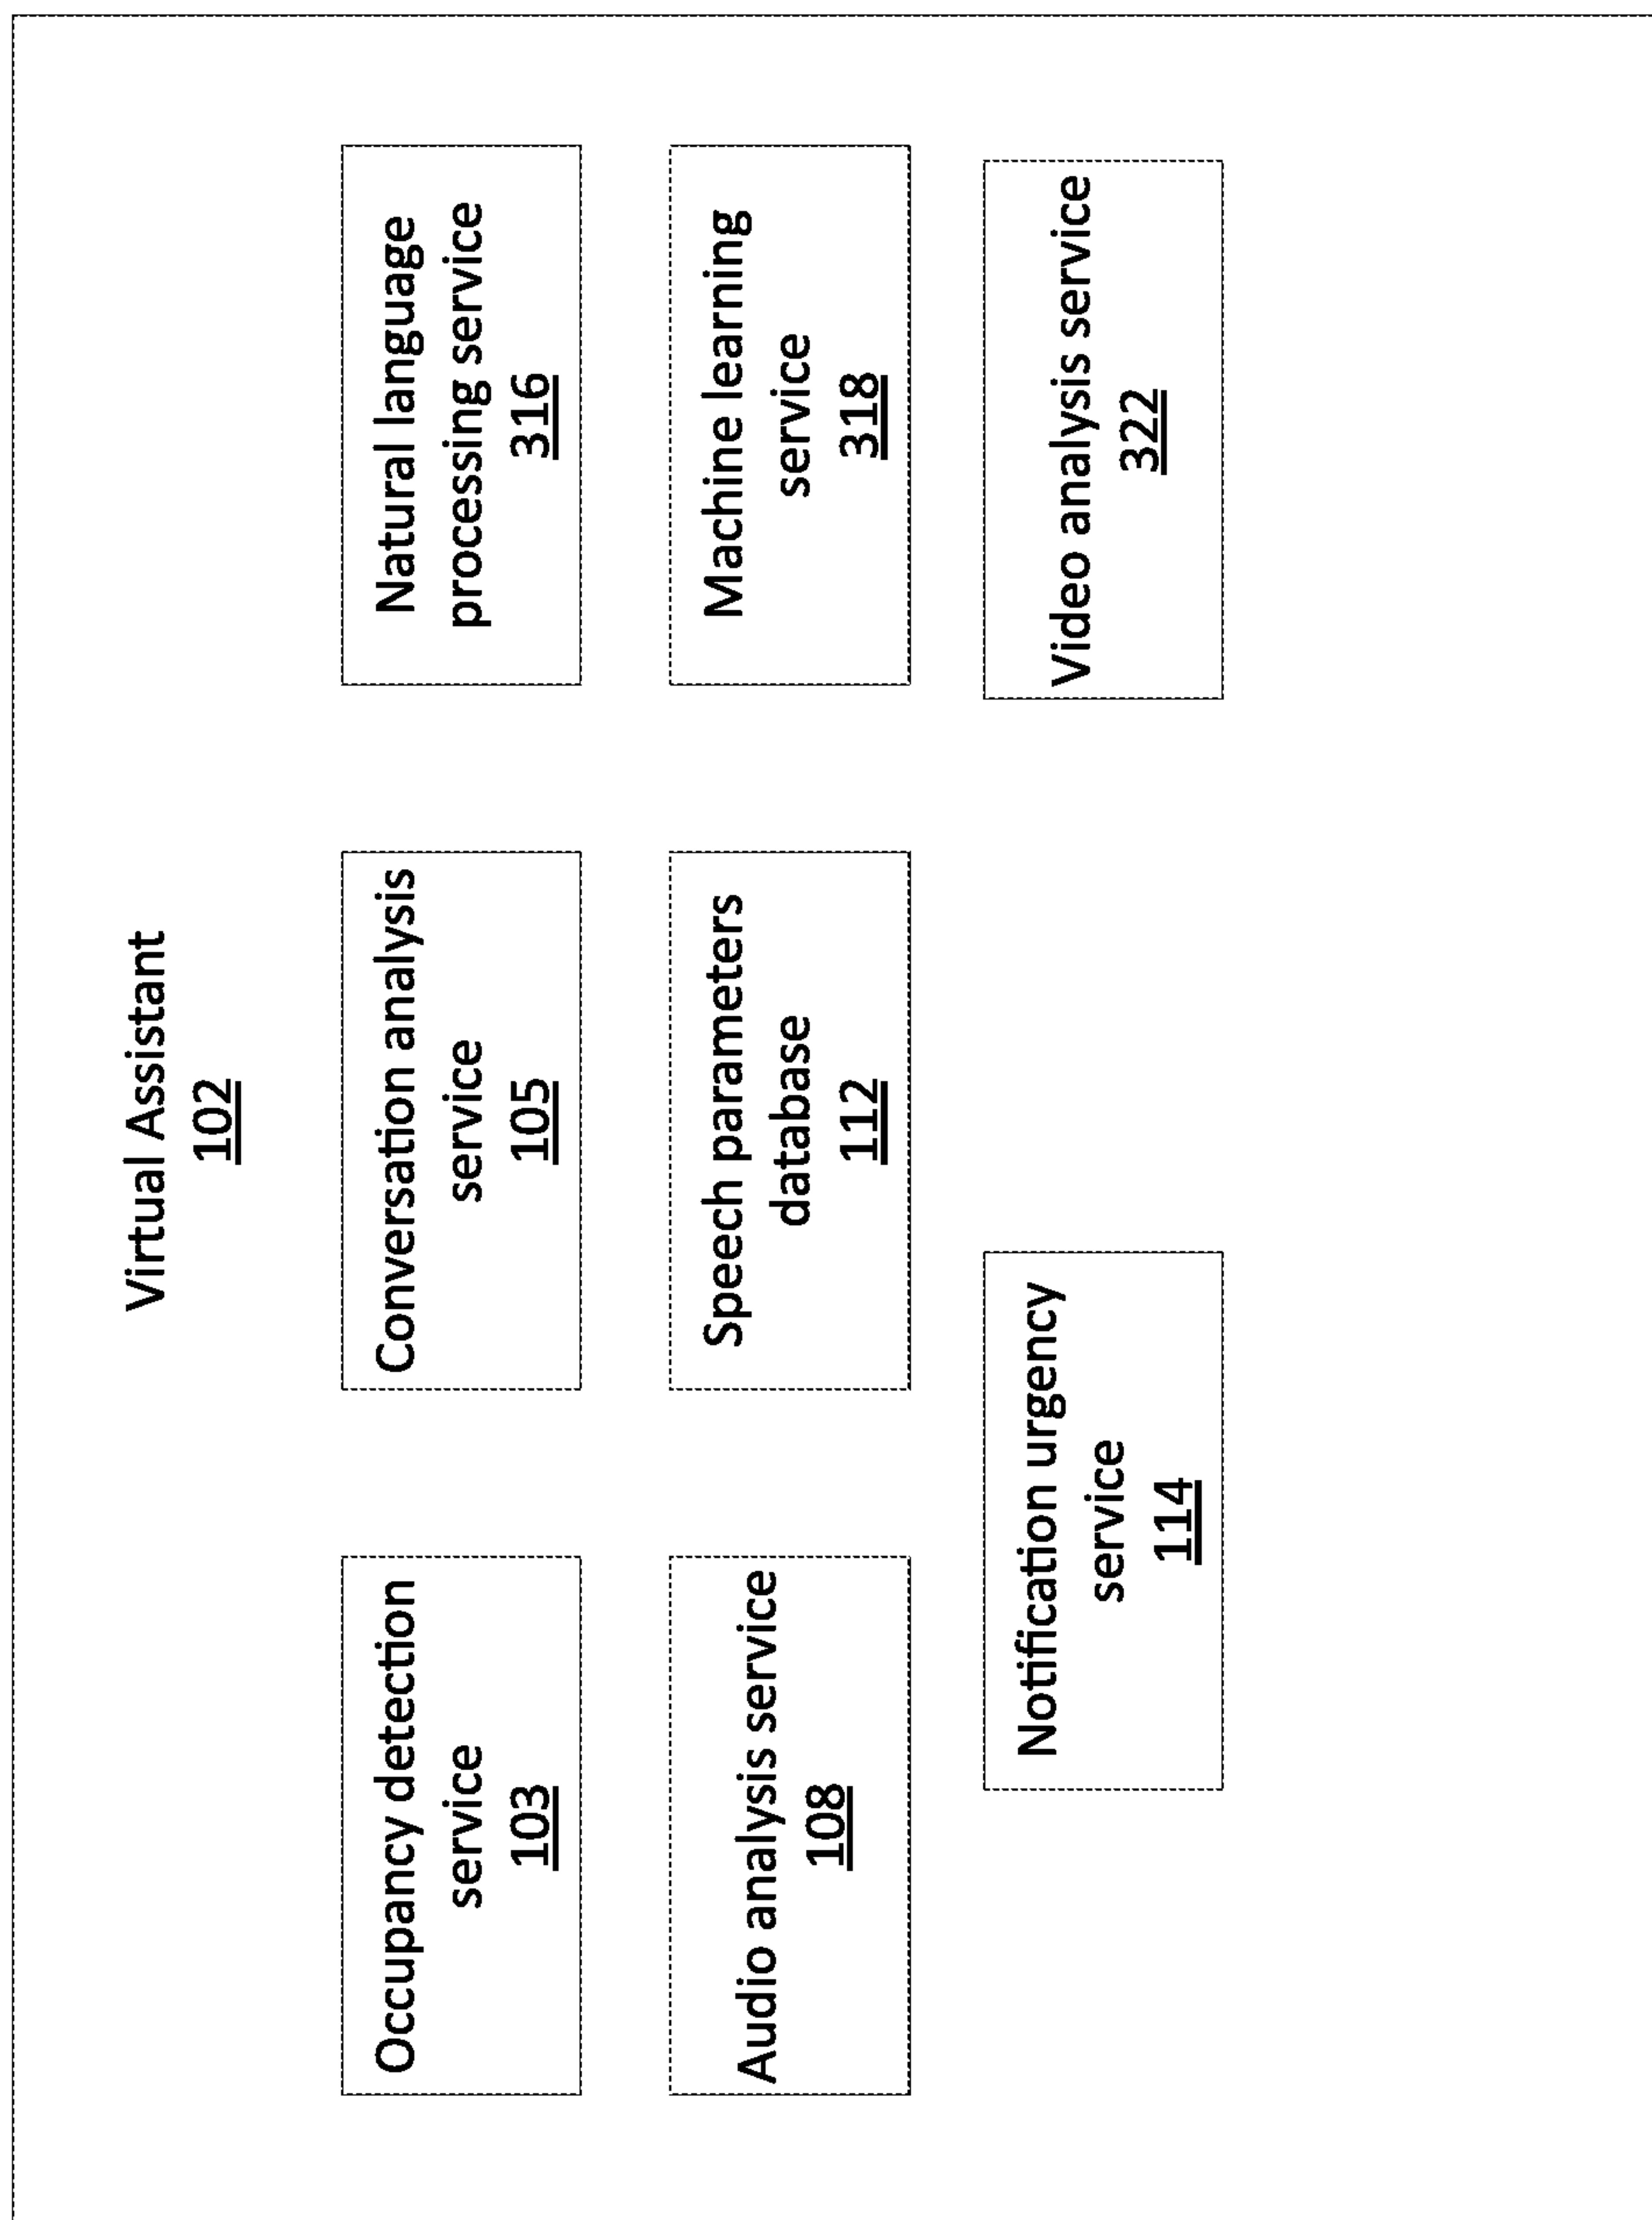 Virtual Assistant
102
Occupancy detection
service
103
Conversation analysis
service
105
Natural language
processing service
316
Audio analysis service
108
Speech parameters
database
112
Machine learning
service
318
Notification urgency
service
114
Video analysis service
322